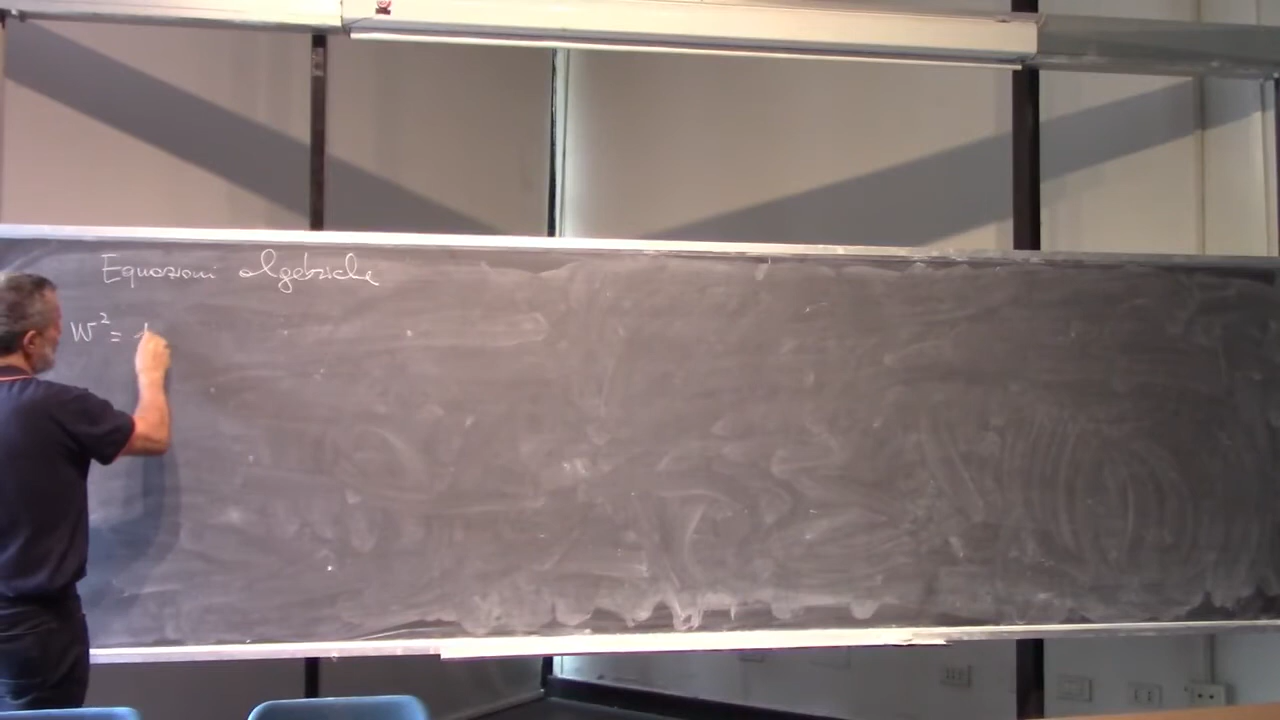 Equazioni algebriche
W² =